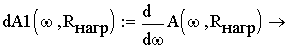 dA1(ω,Rнагр) := d/dω A(ω,Rнагр) →